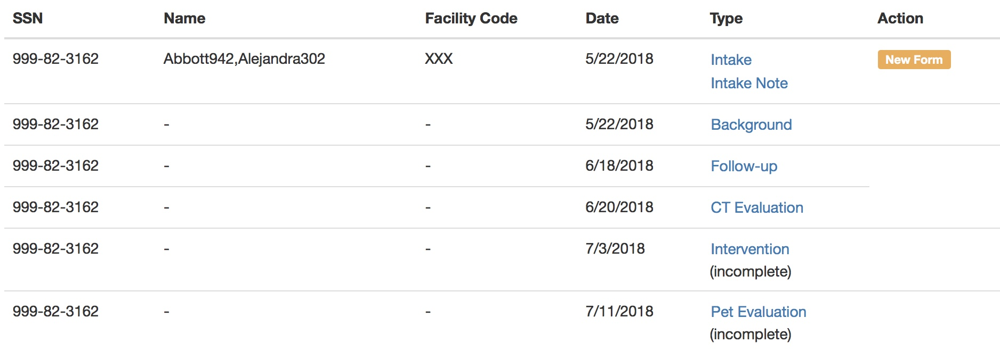 SSN Name Facility Code Date Type Action
999-82-3162 Abbott942,Alejandra302 XXX 5/22/2018 Intake New Form
Intake Note
999-82-3162 - - 5/22/2018 Background
999-82-3162 - - 6/18/2018 Follow-up
999-82-3162 - - 6/20/2018 CT Evaluation
999-82-3162 - - 7/3/2018 Intervention
(incomplete)
999-82-3162 - - 7/11/2018 Pet Evaluation
(incomplete)